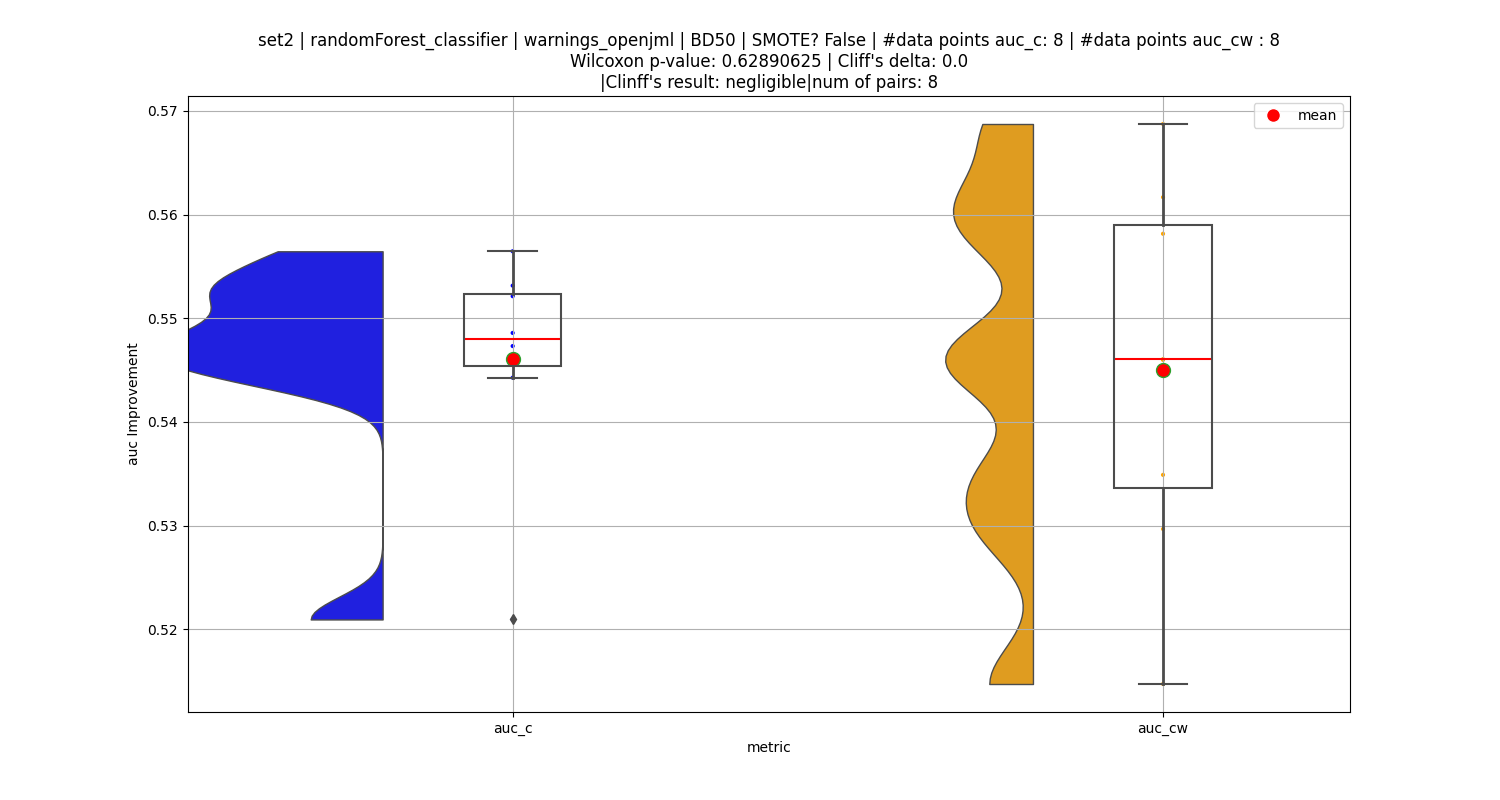 set2 | randomForest_classifier | warnings_openjml | BD50 | SMOTE? False | #data points auc_c: 8 | #data points auc_cw : 8
Wilcoxon p-value: 0.62890625 | Cliff's delta: 0.0
|Clinff's result: negligible|num of pairs: 8
mean
0.57
0.56
0.55
0.54
0.53
0.52
auc Improvement
auc_c
auc_cw
metric